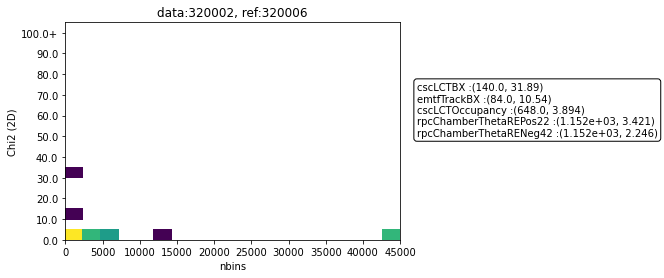 data:320002, ref:320006
100.0+
90.0
80.0
70.0
60.0
50.0
40.0
30.0
20.0
10.0
0.0
Chi2 (2D)
0 5000 10000 15000 20000 25000 30000 35000 40000 45000
nbins
cscLCTBX :(140.0, 31.89)
emtfTrackBX :(84.0, 10.54)
cscLCTOccupancy :(648.0, 3.894)
rpcChamberThetaREPos22 :(1.152e+03, 3.421)
rpcChamberThetaRENeg42 :(1.152e+03, 2.246)